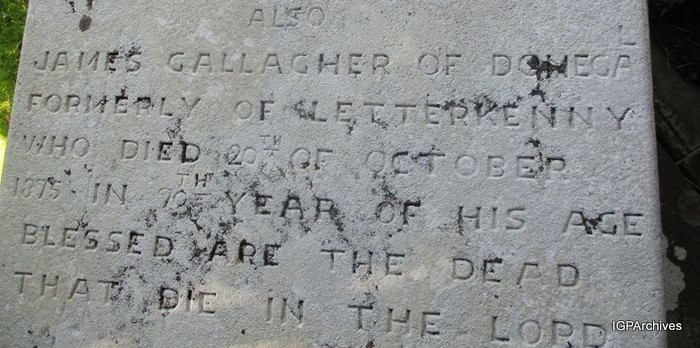 ALSO
JAMES GALLAGHER OF DONEGAL
FORMERLY OF LETTERKENNY
WHO DIED 20TH OF OCTOBER
1875 IN 70TH YEAR OF HIS AGE
BLESSED ARE THE DEAD
THAT DIE IN THE LORD
IGPArchives